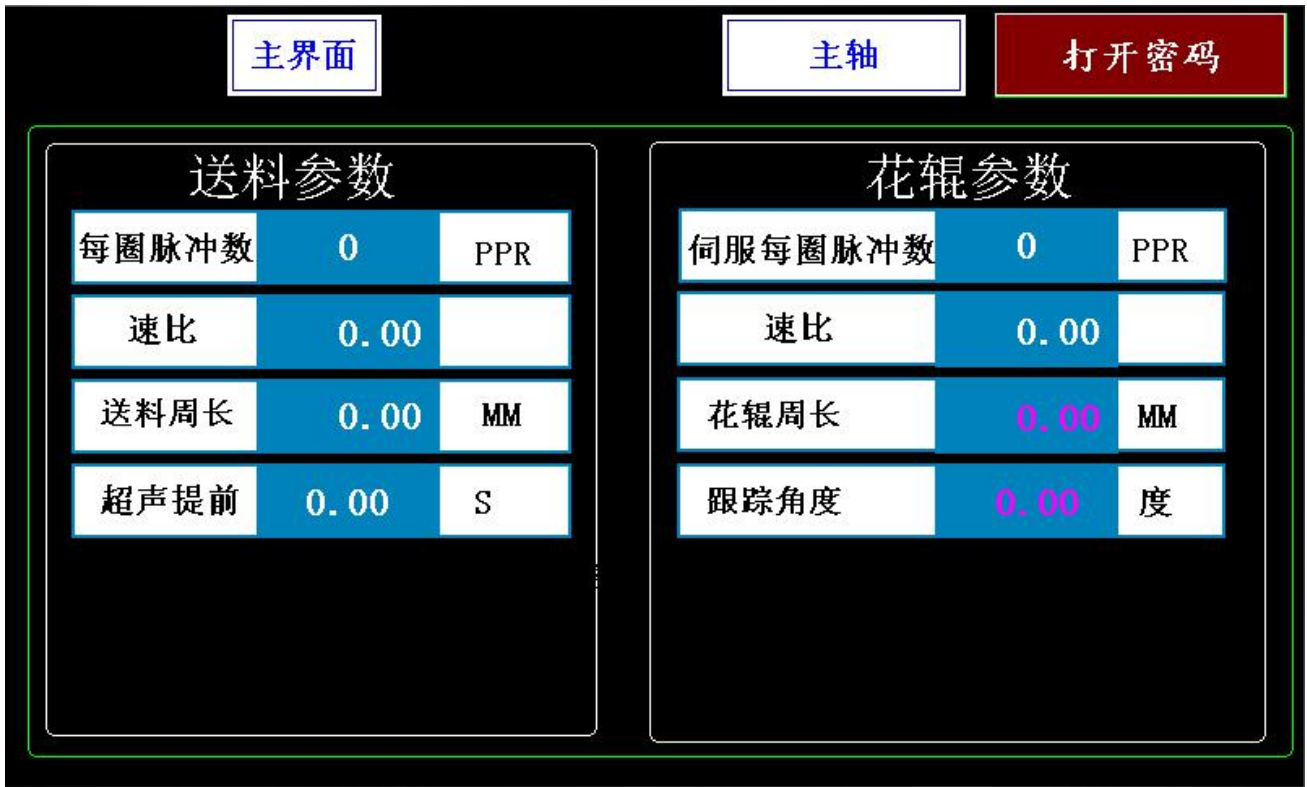 主界面 主轴 打开密码
送料参数
每圈脉冲数 0 PPR
速比 0.00
送料周长 0.00 MM
超声提前 0.00 S
花辊参数
伺服每圈脉冲数 0 PPR
速比 0.00
花辊周长 0.00 MM
跟踪角度 0.00 度